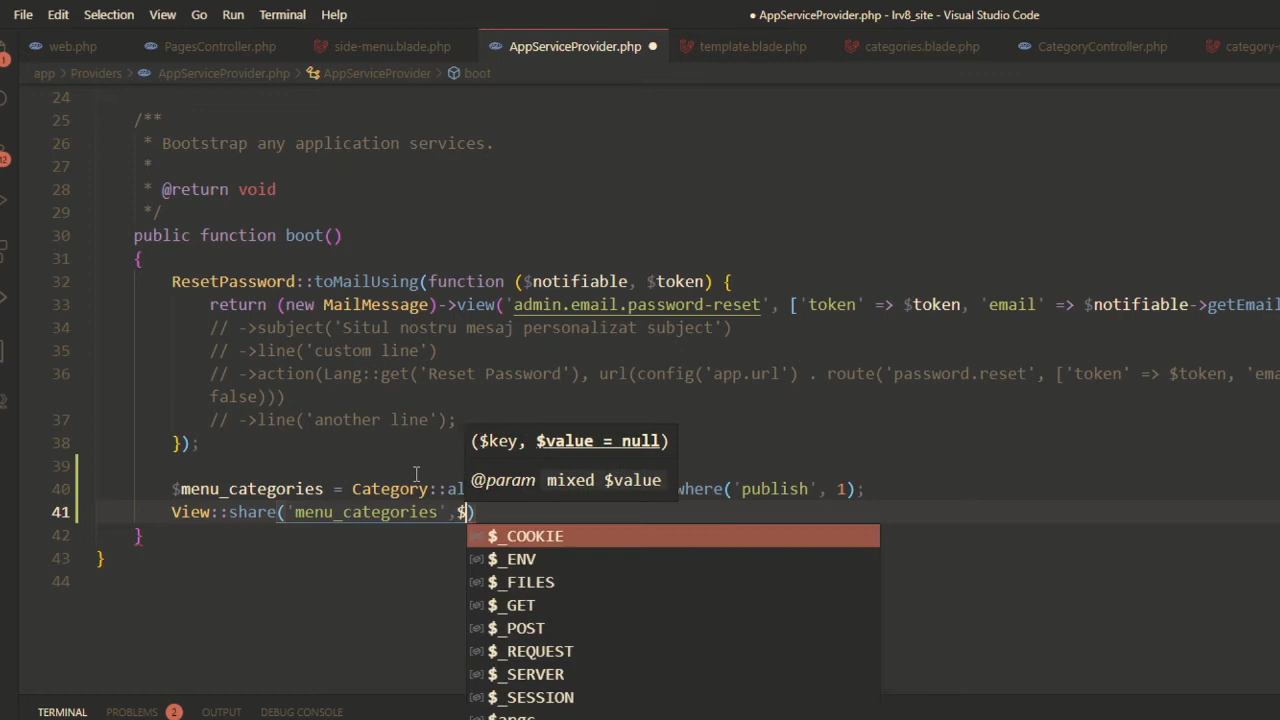 File Edit Selection View Go Run Terminal Help ● AppServiceProvider.php - lrv8_site - Visual Studio Code
web.php PagesController.php side-menu.blade.php AppServiceProvider.php ● template.blade.php categories.blade.php CategoryController.php category-
1
app > Providers > AppServiceProvider.php > AppServiceProvider > boot
24
25 /**
26 * Bootstrap any application services.
27 *
28 * @return void
29 */
30 public function boot()
31 {
32 ResetPassword::toMailUsing(function ($notifiable, $token) {
33 return (new MailMessage)->view('admin.email.password-reset', ['token' => $token, 'email' => $notifiable->getEmail
34 // ->subject('Situl nostru mesaj personalizat subject')
35 // ->line('custom line')
36 // ->action(Lang::get('Reset Password'), url(config('app.url') . route('password.reset', ['token' => $token, 'ema
false)))
37 // ->line('another line');
38 });
($key, $value = null)
39
@param mixed $value
40 $menu_categories = Category::al where('publish', 1);
41 View::share('menu_categories',$)
42 }
$_COOKIE
43 }
$_ENV
44
$_FILES
$_GET
$_POST
$_REQUEST
$_SERVER
$_SESSION
$argc
TERMINAL PROBLEMS 2 OUTPUT DEBUG CONSOLE